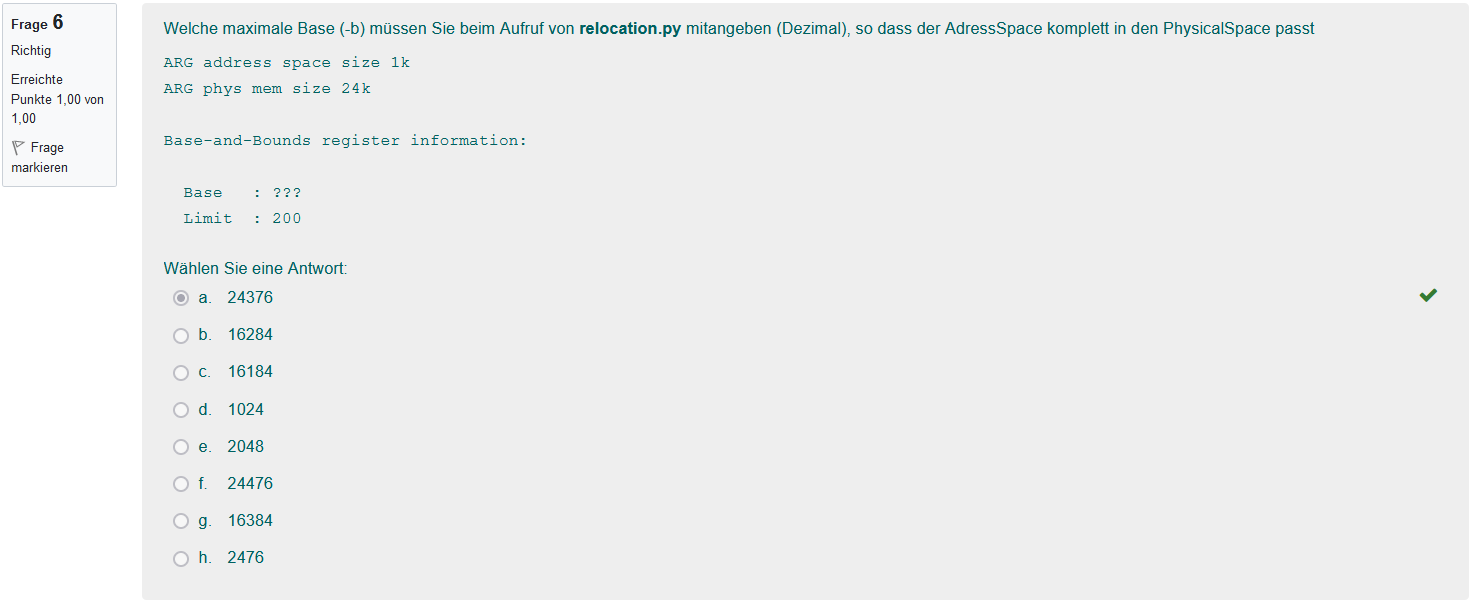 Frage 6
Richtig
Erreichte
Punkte 1,00 von
1,00
Frage
markieren
Welche maximale Base (-b) müssen Sie beim Aufruf von relocation.py mitangeben (Dezimal), so dass der AdressSpace komplett in den PhysicalSpace passt
ARG address space size 1k
ARG phys mem size 24k
Base-and-Bounds register information:
Base : ???
Limit : 200
Wählen Sie eine Antwort:
a. 24376
b. 16284
c. 16184
d. 1024
e. 2048
f. 24476
g. 16384
h. 2476